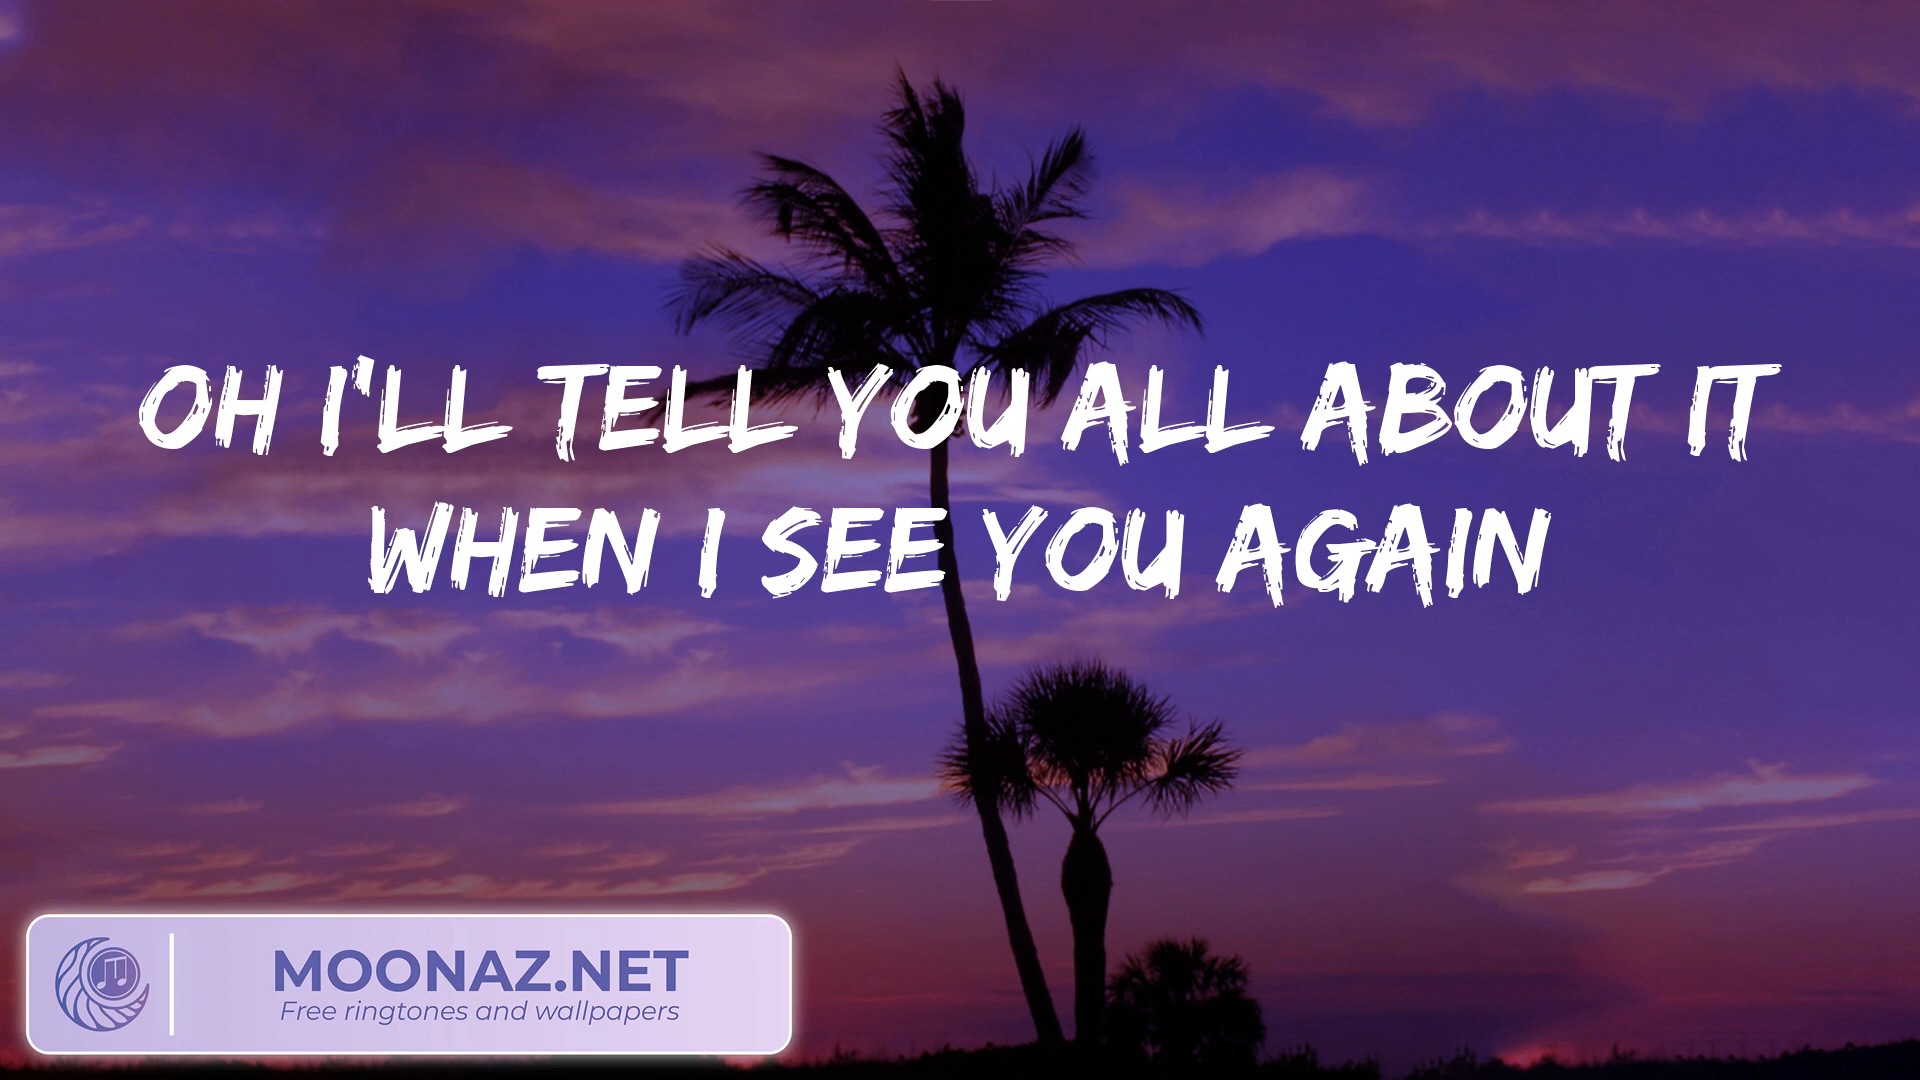 OH I'LL TELL YOU ALL ABOUT IT
WHEN I SEE YOU AGAIN
MOONAZ.NET
Free ringtones and wallpapers